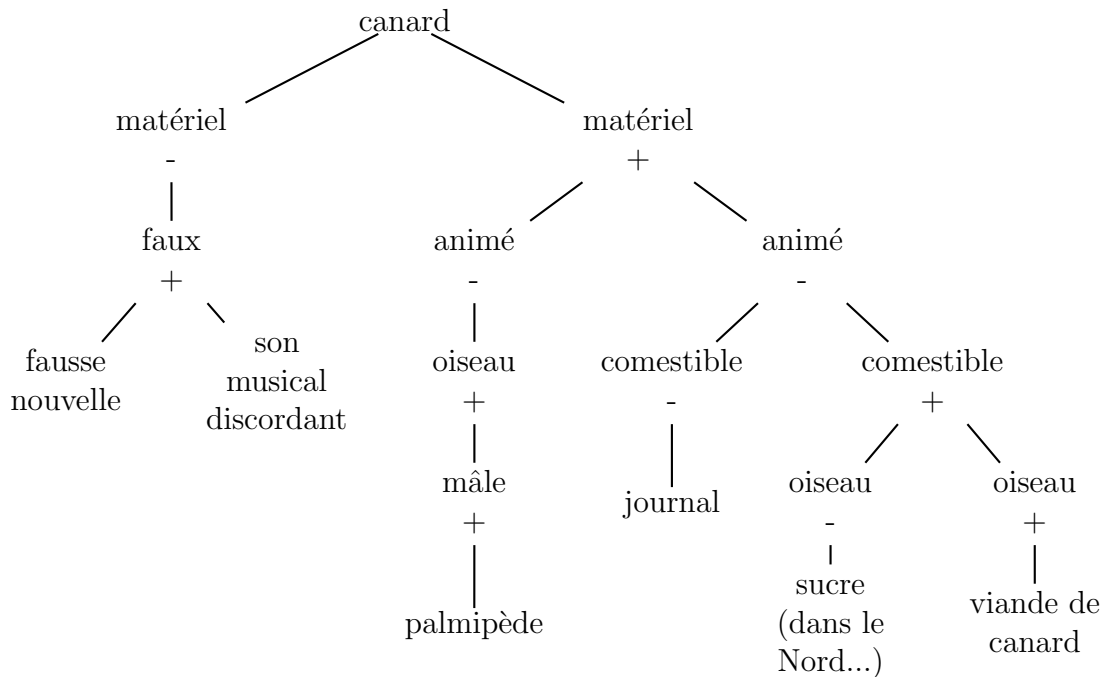 canard
matériel
-
matériel
+
faux
+
animé
-
animé
-
fausse
nouvelle
son
musical
discordant
oiseau
+
comestible
-
comestible
+
mâle
+
journal
oiseau
-
oiseau
+
palmipède
sucre
(dans le
Nord...)
viande de
canard